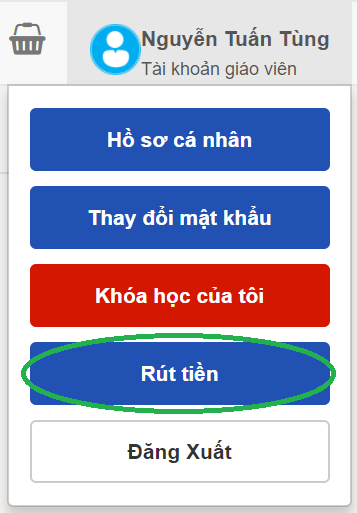 Nguyễn Tuấn Tùng
Tài khoản giáo viên
Hồ sơ cá nhân
Thay đổi mật khẩu
Khóa học của tôi
Rút tiền
Đăng Xuất